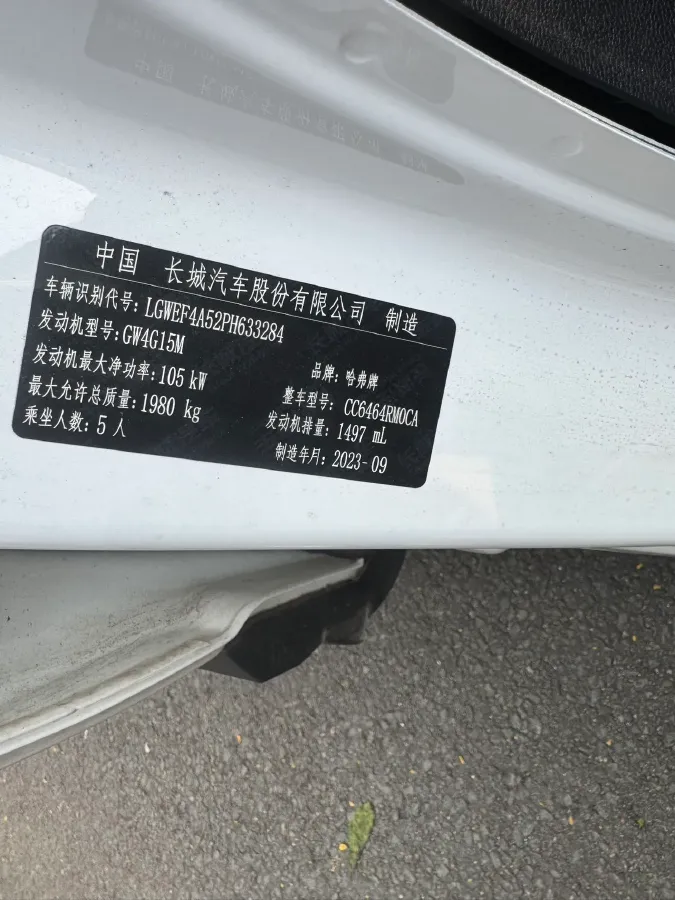 中国 长城汽车股份有限公司 制造
车辆识别代号: LGWEF4A52PH633284
发动机型号: GW4G15M
品牌: 哈弗牌
发动机最大净功率: 105 kW
整车型号: CC6464RM0CA
最大允许总质量: 1980 kg
发动机排量: 1497 mL
乘坐人数: 5 人
制造年月: 2023-09